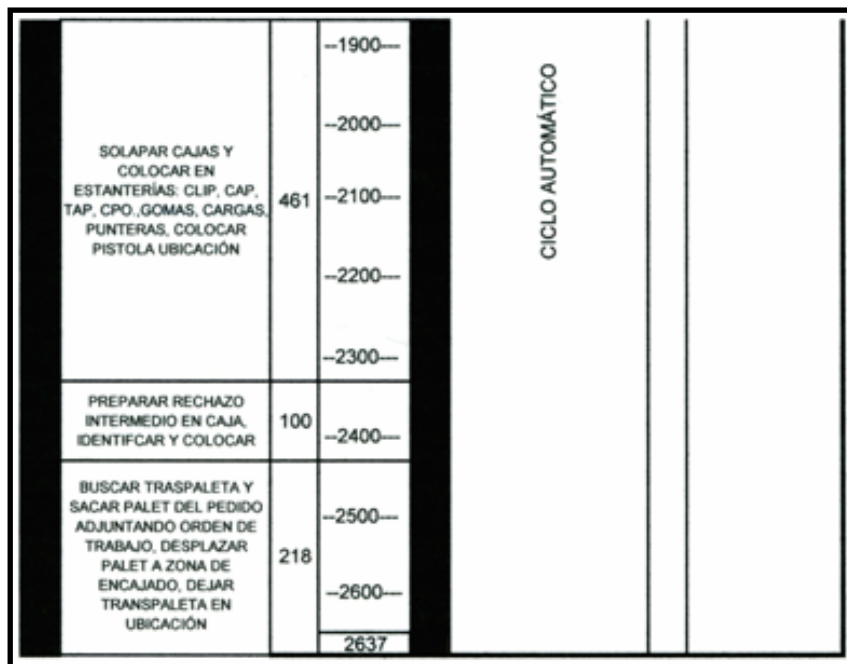 --1900---
--2000---
SOLAPAR CAJAS Y
COLOCAR EN
ESTANTERÍAS: CLIP, CAP,
TAP, CPO.,GOMAS, CARGAS,
PUNTERAS, COLOCAR
PISTOLA UBICACIÓN
461
--2100---
--2200---
--2300---
CICLO AUTOMÁTICO
PREPARAR RECHAZO
INTERMEDIO EN CAJA,
IDENTIFCAR Y COLOCAR
100
--2400---
BUSCAR TRASPALETA Y
SACAR PALET DEL PEDIDO
ADJUNTANDO ORDEN DE
TRABAJO, DESPLAZAR
PALET A ZONA DE
ENCAJADO, DEJAR
TRANSPALETA EN
UBICACIÓN
218
--2500---
--2600---
2637